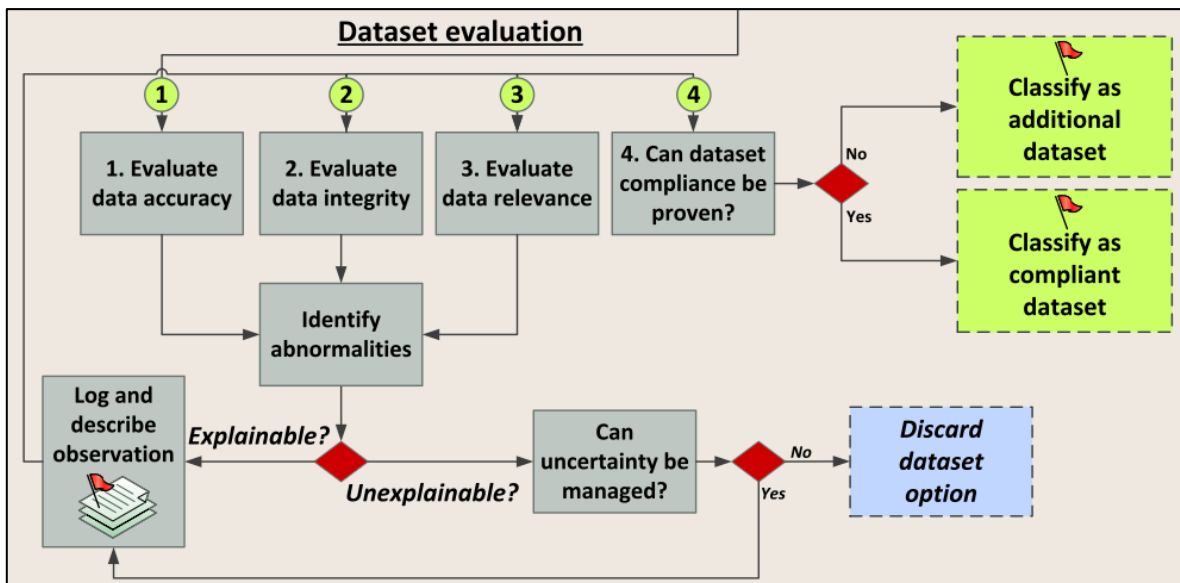 Dataset evaluation
1
2
3
4
1. Evaluate
data accuracy
2. Evaluate
data integrity
3. Evaluate
data relevance
4. Can dataset
compliance be
proven?
No
Yes
Classify as
additional
dataset
Classify as
compliant
dataset
Identify
abnormalities
Log and
describe
observation
Explainable?
Unexplainable?
Can
uncertainty be
managed?
No
Yes
Discard
dataset
option